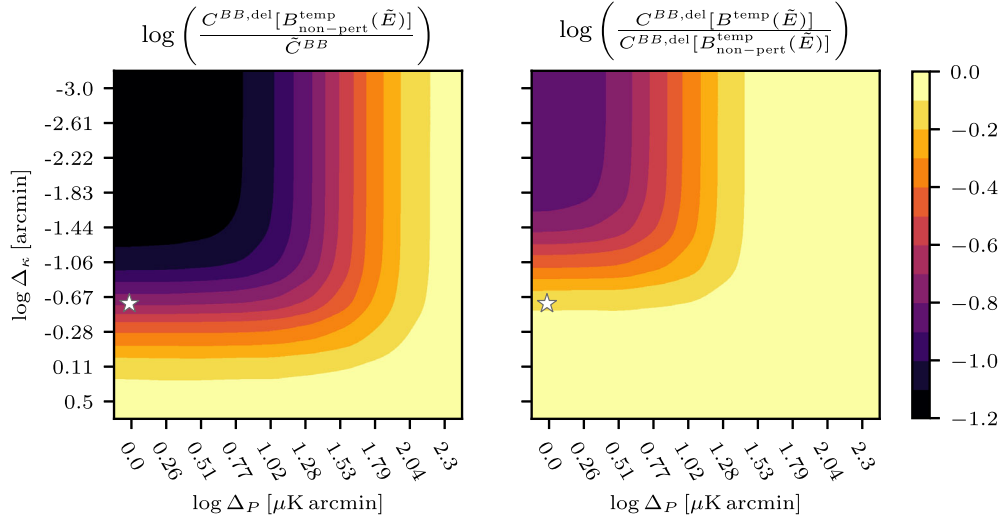 log ( C^{BB,del}[B^{temp}_{non−pert}(Ẽ)] / C̃^{BB} )
log ( C^{BB,del}[B^{temp}(Ẽ)] / C^{BB,del}[B^{temp}_{non−pert}(Ẽ)] )
log Δ_κ [arcmin]
-3.0
-2.61
-2.22
-1.83
-1.44
-1.06
-0.67
-0.28
0.11
0.5
0.0 0.26 0.51 0.77 1.02 1.28 1.53 1.79 2.04 2.3
log Δ_P [μK arcmin]
0.0 0.26 0.51 0.77 1.02 1.28 1.53 1.79 2.04 2.3
log Δ_P [μK arcmin]
0.0
−0.2
−0.4
−0.6
−0.8
−1.0
−1.2